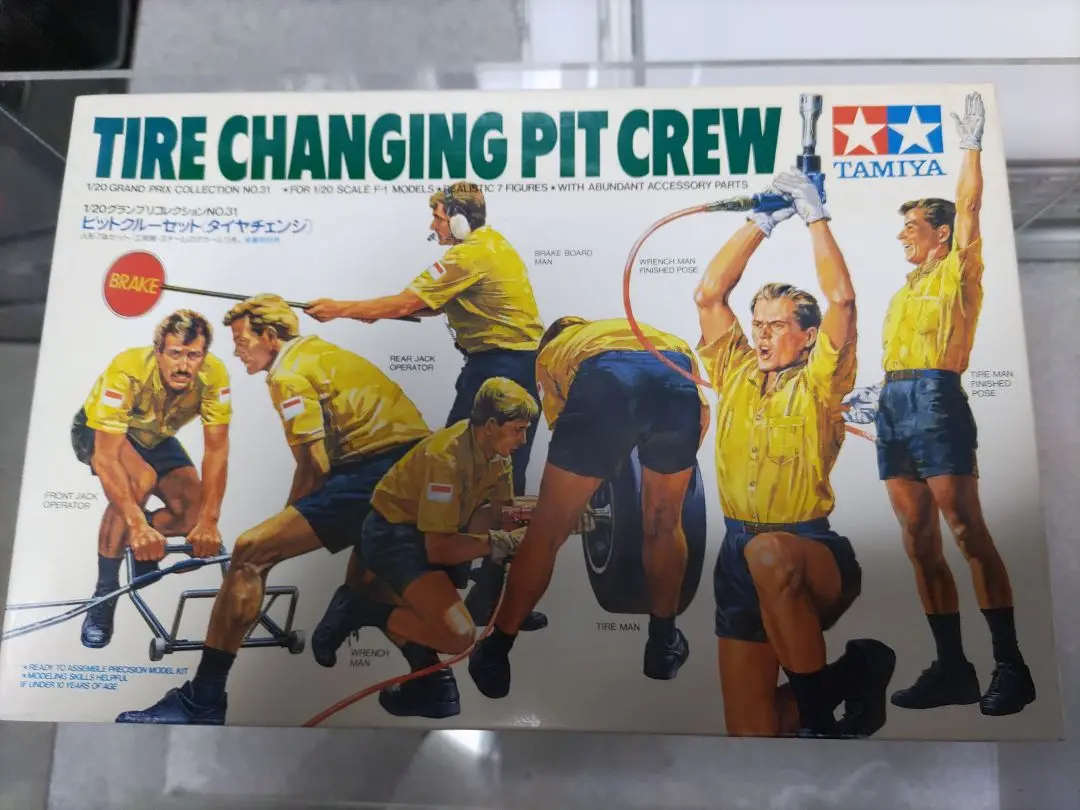 TIRE CHANGING PIT CREW
TAMIYA
1/20 GRAND PRIX COLLECTION NO.31 ★FOR 1/20 SCALE F-1 MODELS ★REALISTIC 7 FIGURES ★WITH ABUNDANT ACCESSORY PARTS
1/20グランプリコレクションNO.31
ピットクルーセット(タイヤチェンジ)
BRAKE
BRAKE BOARD
MAN
WRENCH MAN
FINISHED POSE
REAR JACK
OPERATOR
TIRE MAN
FINISHED
POSE
FRONT JACK
OPERATOR
TIRE MAN
WRENCH
MAN
★READY TO ASSEMBLE PRECISION MODEL KIT
★MODELING SKILLS HELPFUL
IF UNDER 10 YEARS OF AGE